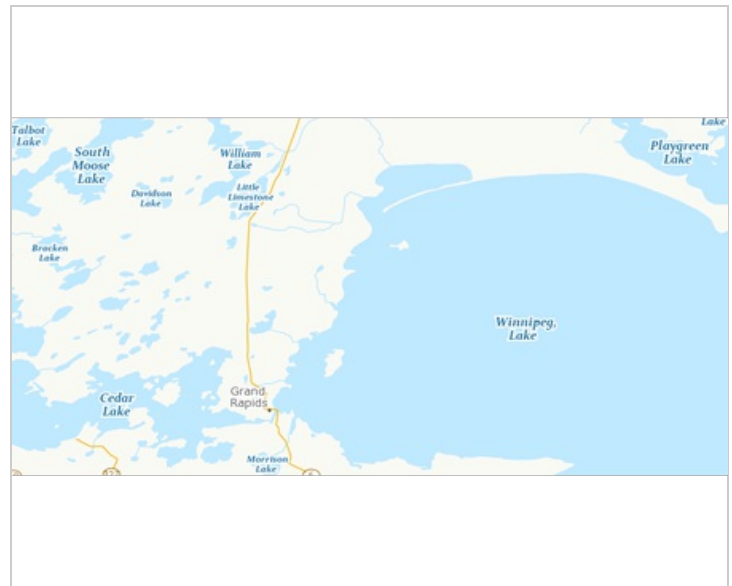 Talbot
Lake
South
Moose
Lake
William
Lake
Lake
Playgreen
Lake
Davidson
Lake
Little
Limestone
Lake
Bracken
Lake
Winnipeg,
Lake
Cedar
Lake
Grand
Rapids
Morrison
Lake
6